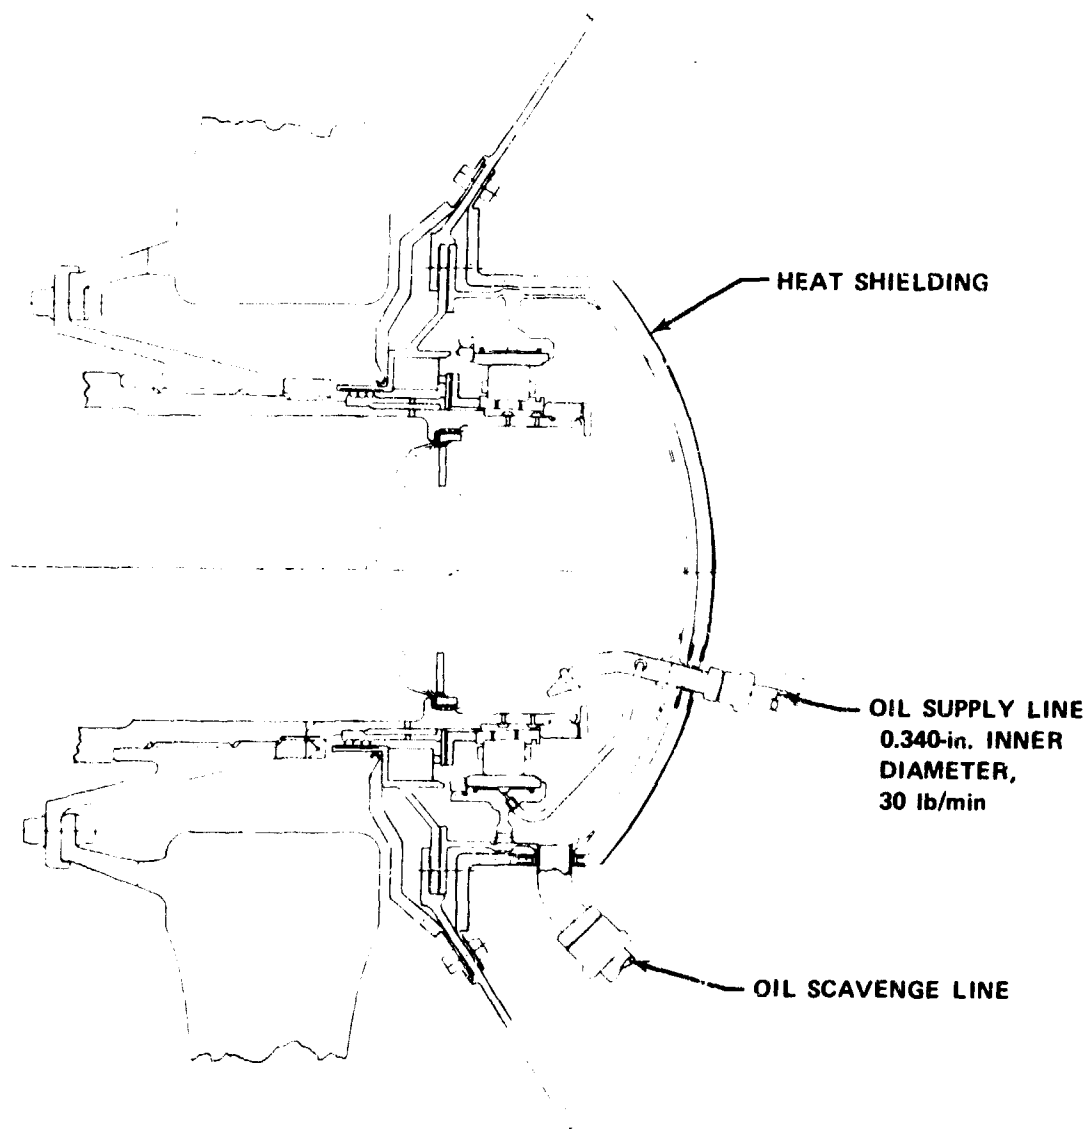 HEAT SHIELDING
OIL SUPPLY LINE
0.340-in. INNER
DIAMETER,
30 lb/min
OIL SCAVENGE LINE